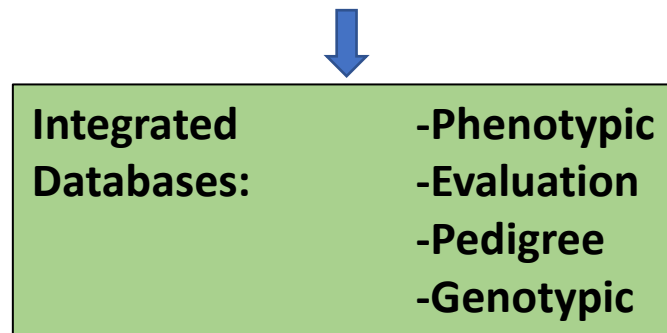 Integrated -Phenotypic
Databases: -Evaluation
-Pedigree
-Genotypic